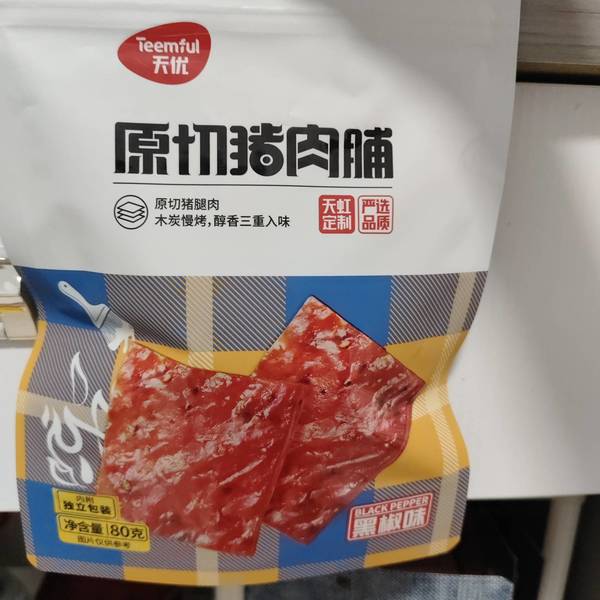 Teemful
天优
原切猪肉脯
原切猪腿肉
木炭慢烤,醇香三重入味
天虹
定制
严选
品质
内附
独立包装
净含量 80克
图片仅供参考
BLACK PEPPER
黑椒味